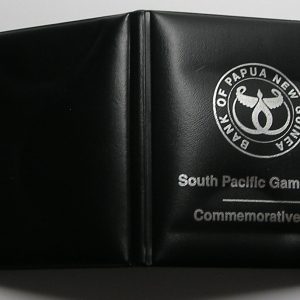 BANK OF PAPUA NEW GUINEA
South Pacific Gam
Commemorative